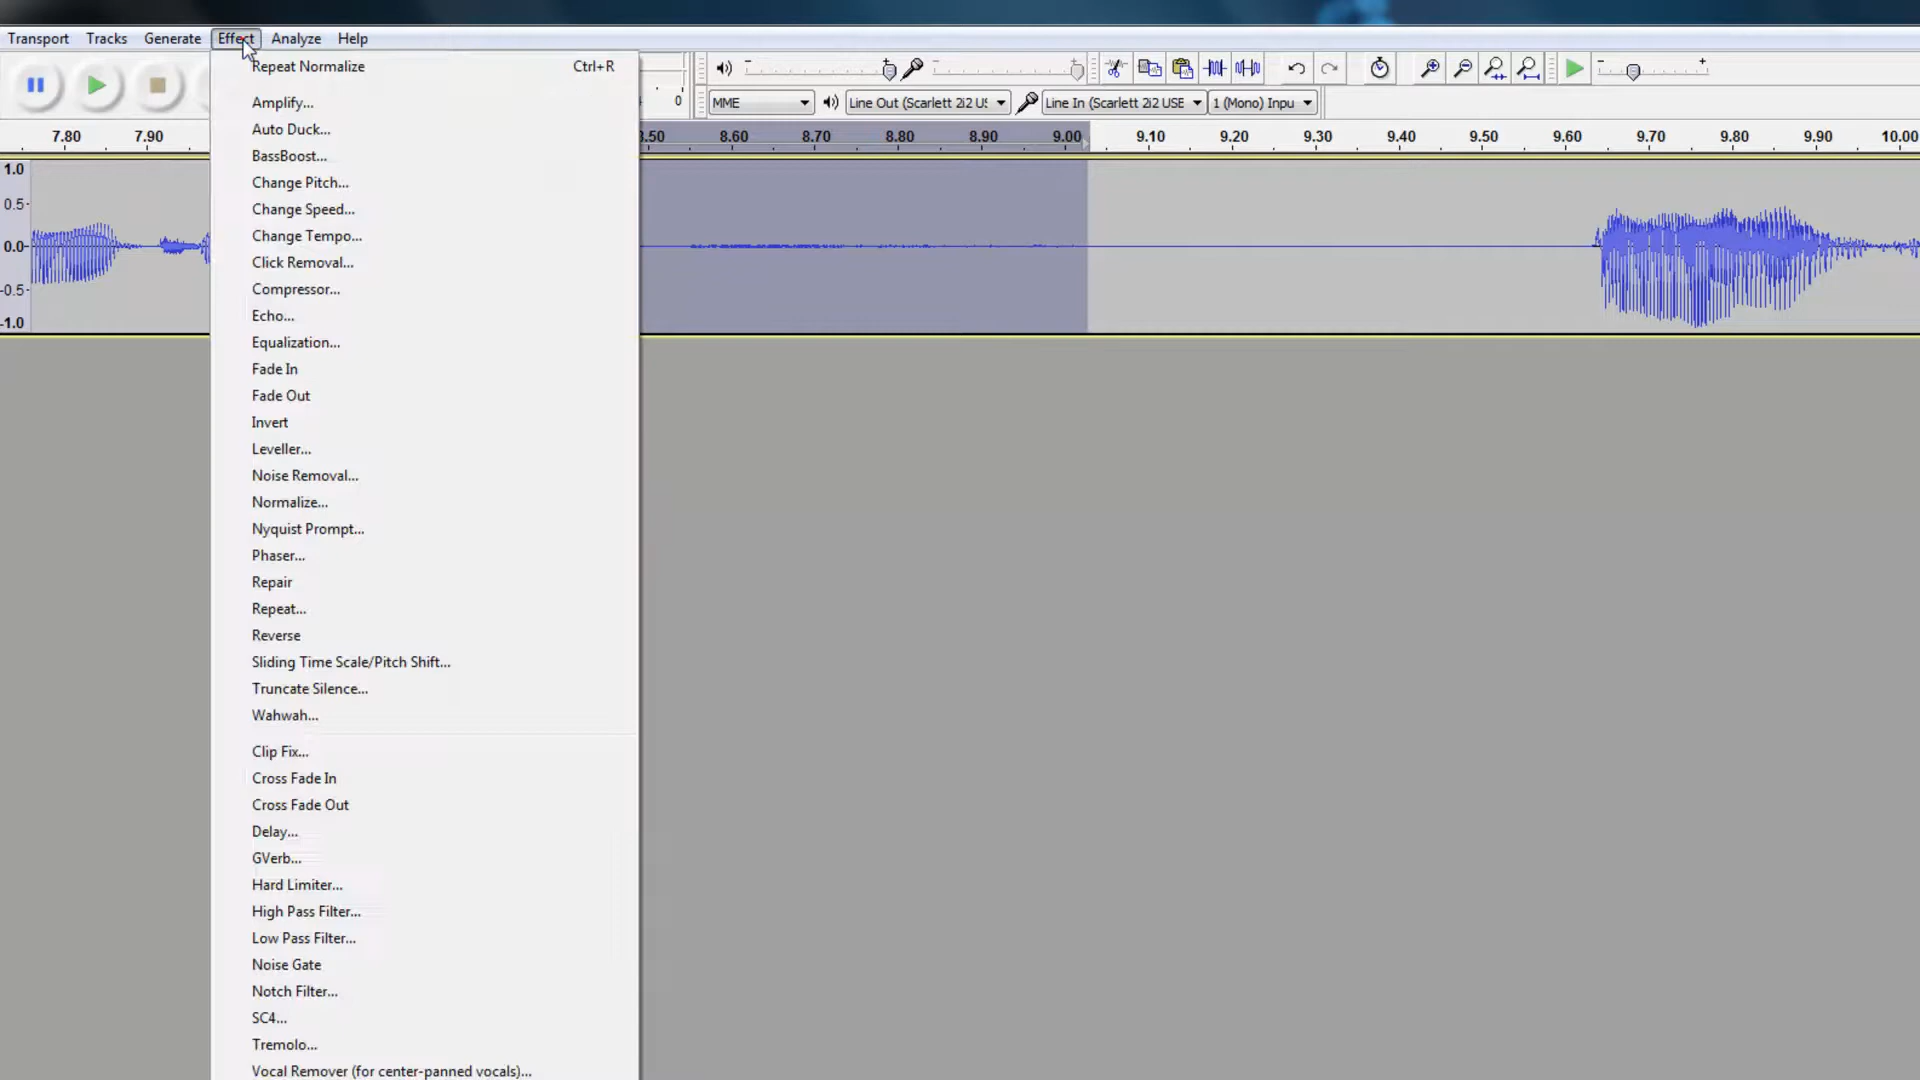 Transport Tracks Generate Effect Analyze Help
Repeat Normalize Ctrl+R
Amplify...
Auto Duck...
BassBoost...
Change Pitch...
Change Speed...
Change Tempo...
Click Removal...
Compressor...
Echo...
Equalization...
Fade In
Fade Out
Invert
Leveller...
Noise Removal...
Normalize...
Nyquist Prompt...
Phaser...
Repair
Repeat...
Reverse
Sliding Time Scale/Pitch Shift...
Truncate Silence...
Wahwah...
Clip Fix...
Cross Fade In
Cross Fade Out
Delay...
GVerb...
Hard Limiter...
High Pass Filter...
Low Pass Filter...
Noise Gate
Notch Filter...
SC4...
Tremolo...
Vocal Remover (for center-panned vocals)...
0 MME Line Out (Scarlett 2i2 US Line In (Scarlett 2i2 USB 1 (Mono) Inpu
7.80 7.90 8.60 8.70 8.80 8.90 9.00 9.10 9.20 9.30 9.40 9.50 9.60 9.70 9.80 9.90 10.00
1.0
0.5
0.0
-0.5
-1.0